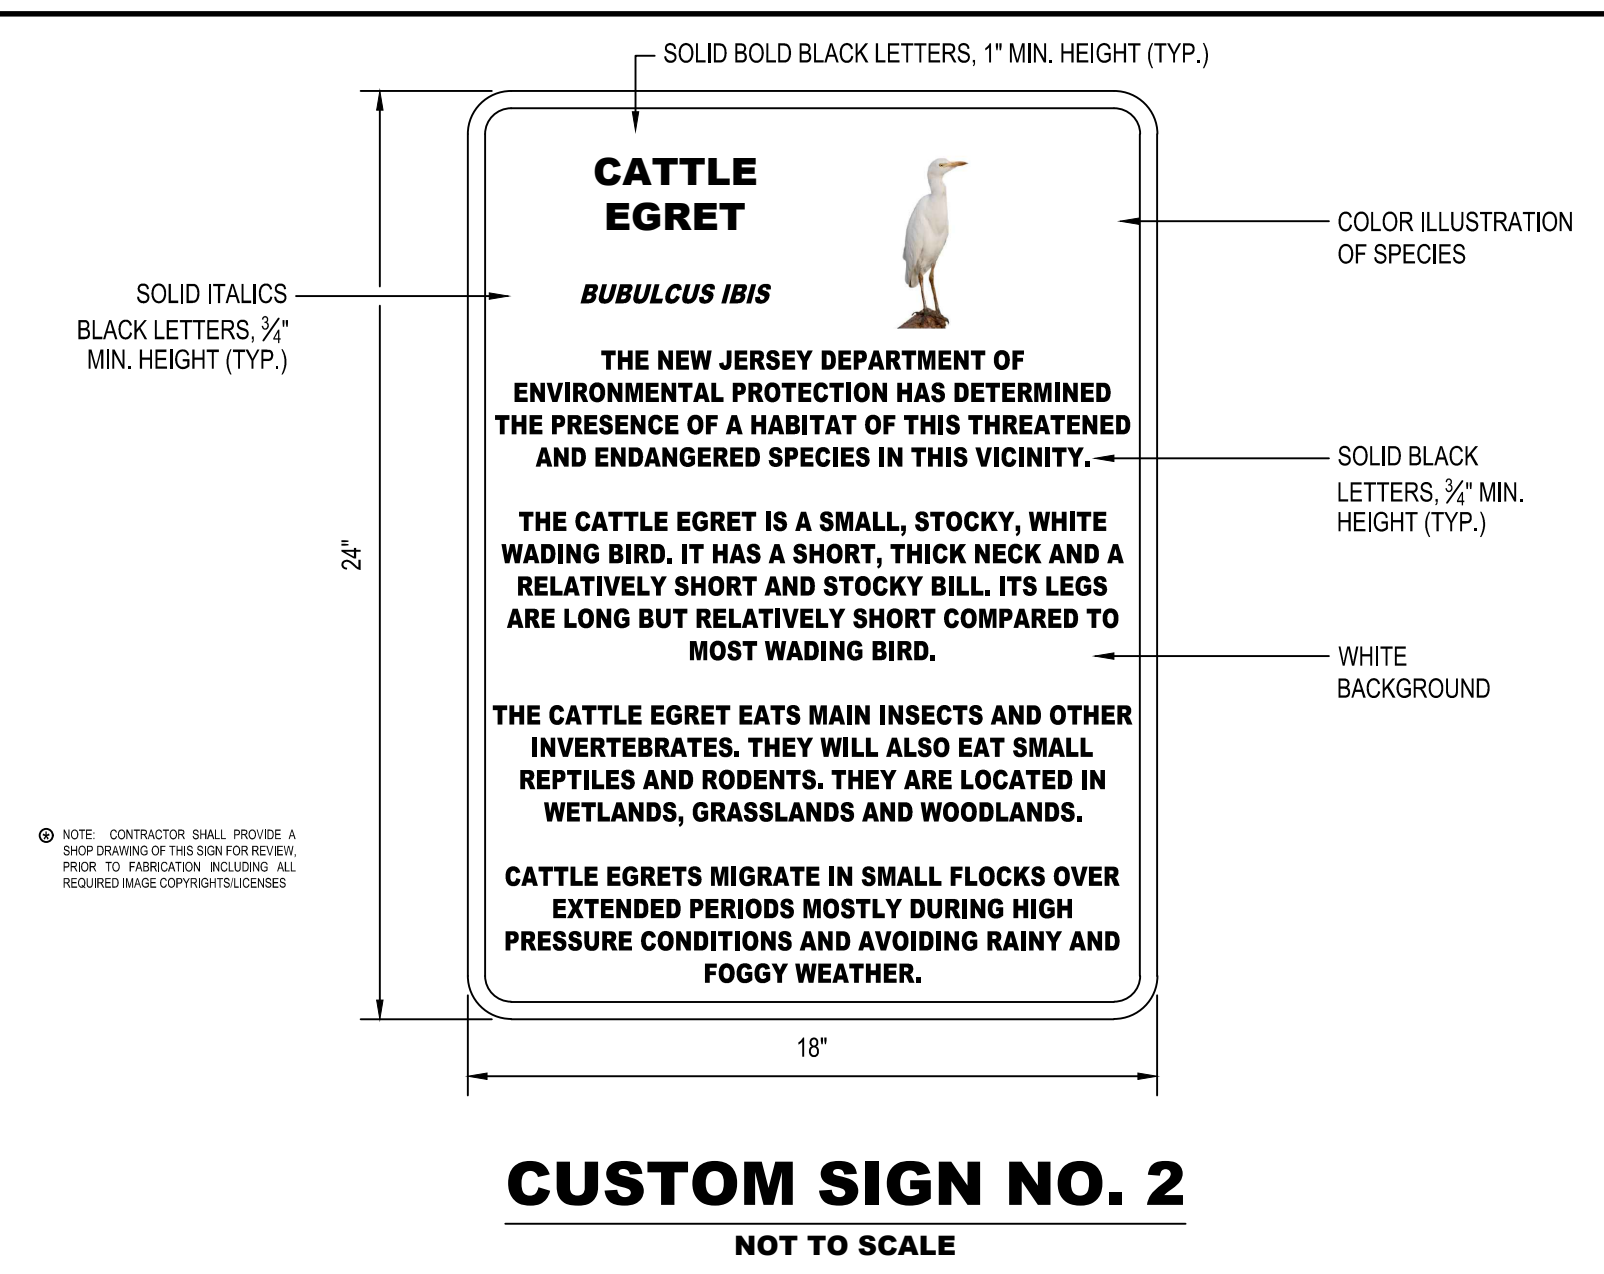 SOLID BOLD BLACK LETTERS, 1" MIN. HEIGHT (TYP.)
CATTLE
EGRET
COLOR ILLUSTRATION
OF SPECIES
SOLID ITALICS
BLACK LETTERS, ¾"
MIN. HEIGHT (TYP.)
BUBULCUS IBIS
THE NEW JERSEY DEPARTMENT OF
ENVIRONMENTAL PROTECTION HAS DETERMINED
THE PRESENCE OF A HABITAT OF THIS THREATENED
AND ENDANGERED SPECIES IN THIS VICINITY.
SOLID BLACK
LETTERS, ¾" MIN.
HEIGHT (TYP.)
24"
THE CATTLE EGRET IS A SMALL, STOCKY, WHITE
WADING BIRD. IT HAS A SHORT, THICK NECK AND A
RELATIVELY SHORT AND STOCKY BILL. ITS LEGS
ARE LONG BUT RELATIVELY SHORT COMPARED TO
MOST WADING BIRD.
WHITE
BACKGROUND
THE CATTLE EGRET EATS MAIN INSECTS AND OTHER
INVERTEBRATES. THEY WILL ALSO EAT SMALL
REPTILES AND RODENTS. THEY ARE LOCATED IN
WETLANDS, GRASSLANDS AND WOODLANDS.
NOTE: CONTRACTOR SHALL PROVIDE A
SHOP DRAWING OF THIS SIGN FOR REVIEW,
PRIOR TO FABRICATION INCLUDING ALL
REQUIRED IMAGE COPYRIGHTS/LICENSES
CATTLE EGRETS MIGRATE IN SMALL FLOCKS OVER
EXTENDED PERIODS MOSTLY DURING HIGH
PRESSURE CONDITIONS AND AVOIDING RAINY AND
FOGGY WEATHER.
18"
CUSTOM SIGN NO. 2
NOT TO SCALE